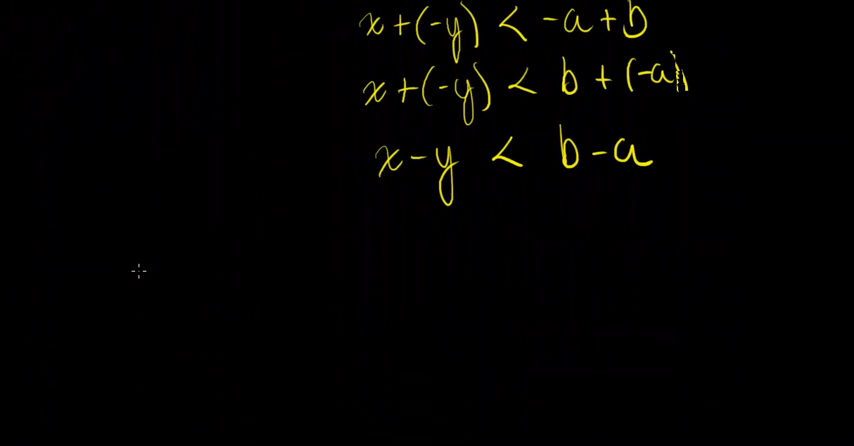 x + (-y) < -a + b
x + (-y) < b + (-a)
x - y < b - a